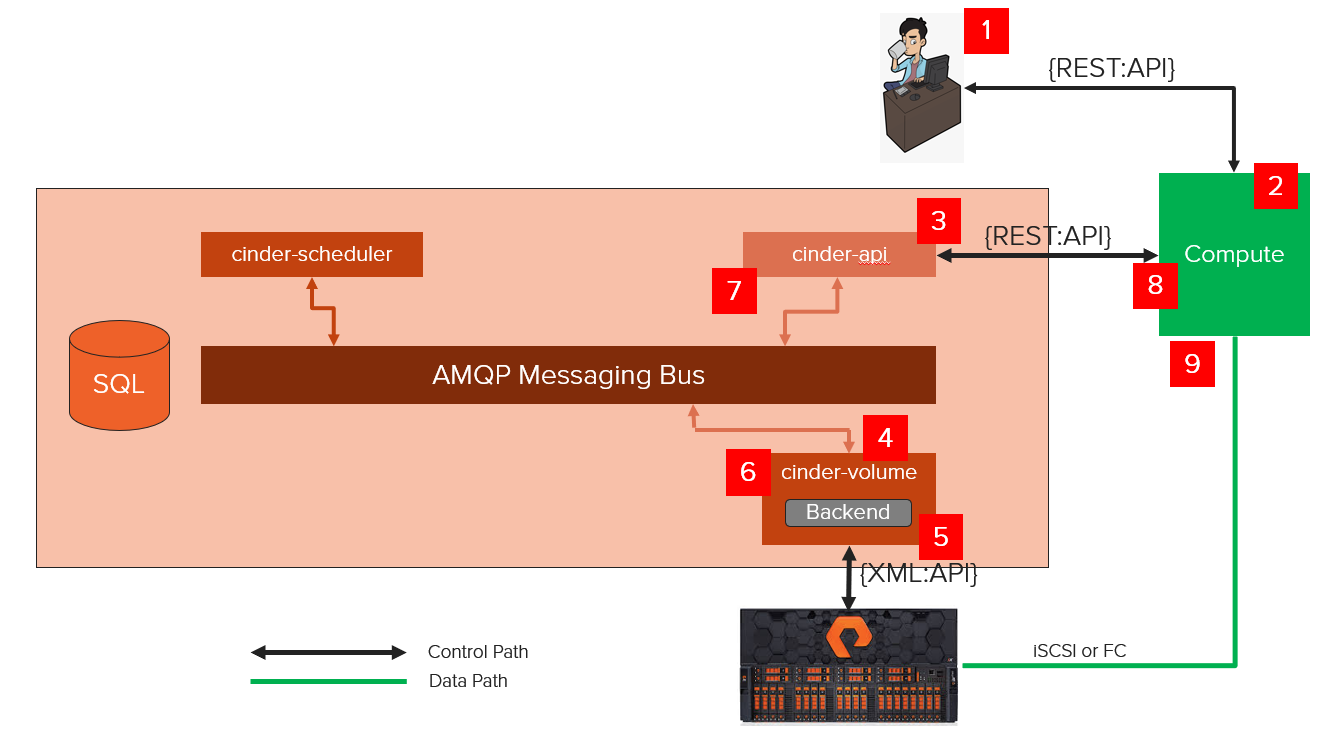 1
{REST:API}
2
3
cinder-scheduler
cinder-api
{REST:API}
Compute
7
8
SQL
AMQP Messaging Bus
9
4
6
cinder-volume
Backend
5
{XML:API}
Control Path
iSCSI or FC
Data Path